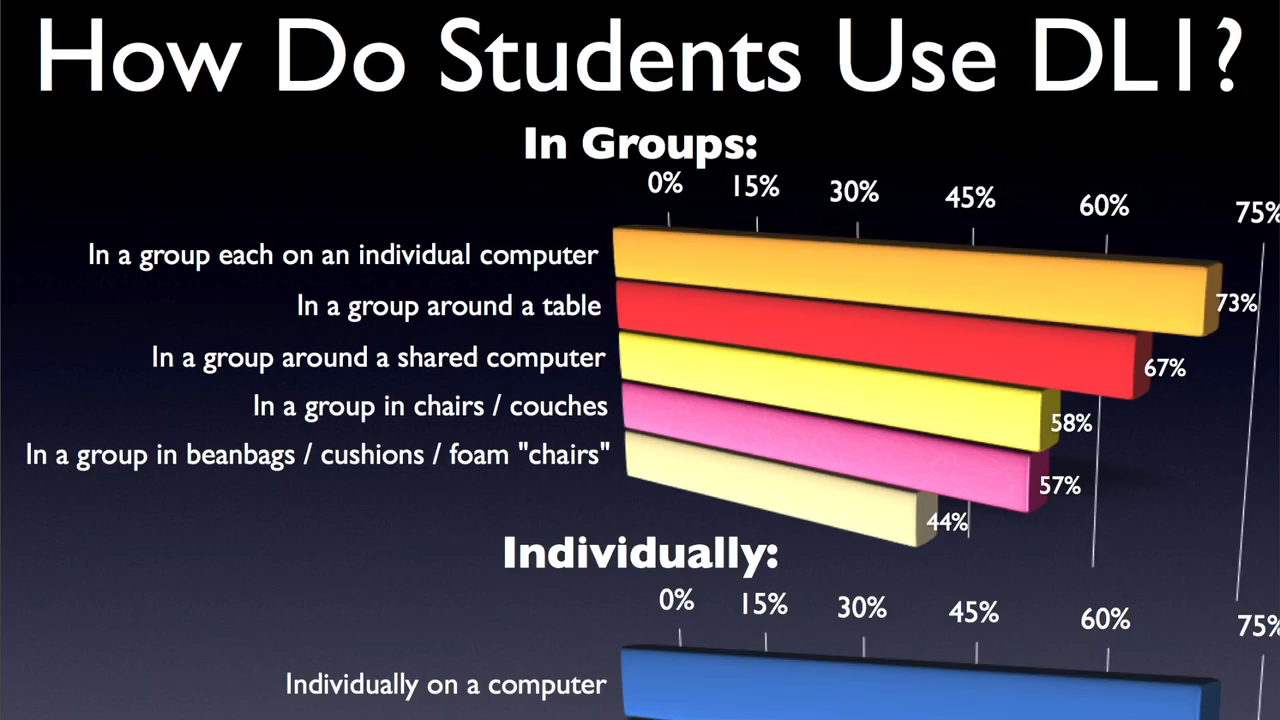 How Do Students Use DL1?
In Groups:
0% 15% 30% 45% 60% 75%
In a group each on an individual computer 73%
In a group around a table 67%
In a group around a shared computer 58%
In a group in chairs / couches 57%
In a group in beanbags / cushions / foam "chairs" 44%
Individually:
0% 15% 30% 45% 60% 75%
Individually on a computer